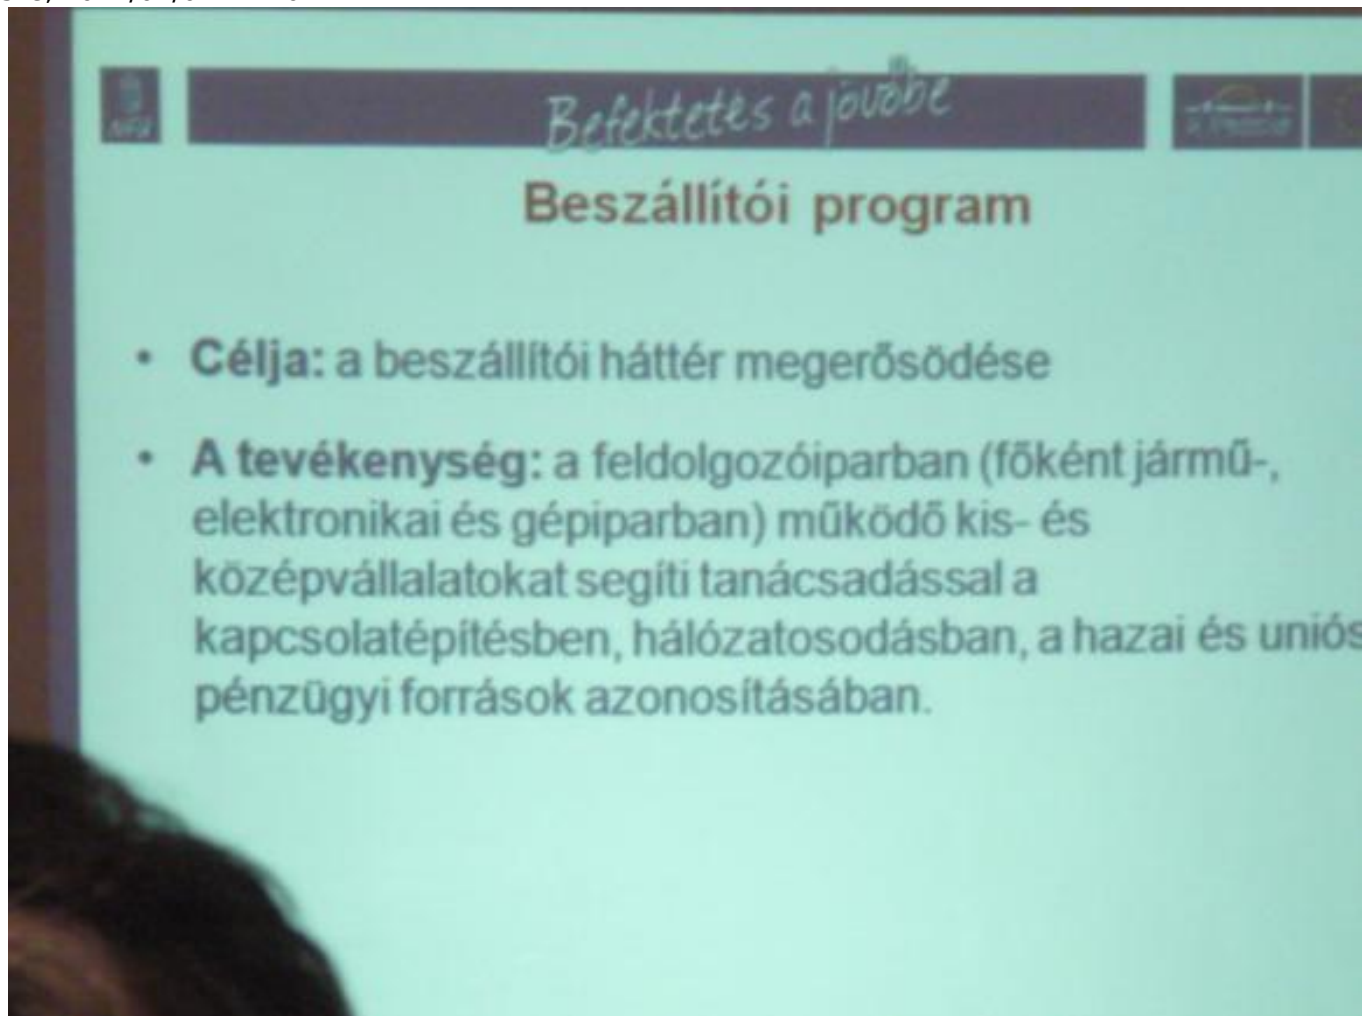 NFÜ
Befektetés a jövőbe
Beszállítói program
• Célja: a beszállítói háttér megerősödése
• A tevékenység: a feldolgozóiparban (főként jármű-,
elektronikai és gépiparban) működő kis- és
középvállalatokat segíti tanácsadással a
kapcsolatépítésben, hálózatosodásban, a hazai és uniós
pénzügyi források azonosításában.